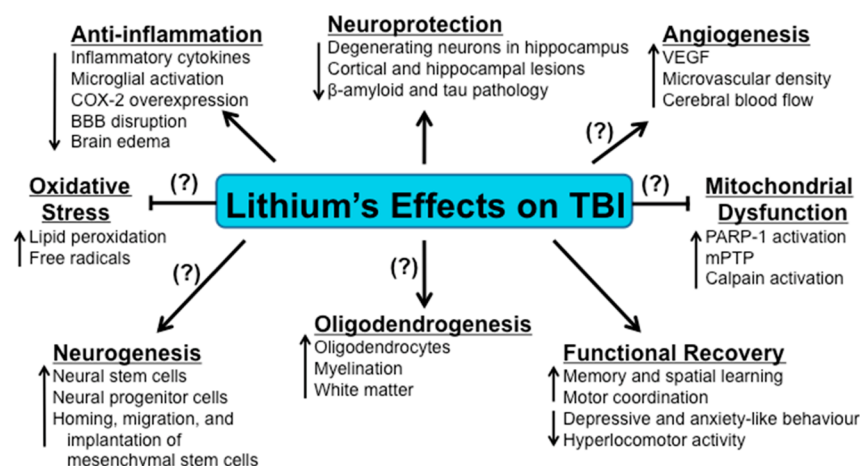 Anti-inflammation
Inflammatory cytokines
Microglial activation
COX-2 overexpression
BBB disruption
Brain edema
Neuroprotection
Degenerating neurons in hippocampus
Cortical and hippocampal lesions
β-amyloid and tau pathology
Angiogenesis
VEGF
Microvascular density
Cerebral blood flow
(?)
Oxidative
Stress
Lipid peroxidation
Free radicals
(?)
Lithium's Effects on TBI
(?)
Mitochondrial
Dysfunction
PARP-1 activation
mPTP
Calpain activation
(?)
Neurogenesis
Neural stem cells
Neural progenitor cells
Homing, migration, and
implantation of
mesenchymal stem cells
(?)
Oligodendrogenesis
Oligodendrocytes
Myelination
White matter
Functional Recovery
Memory and spatial learning
Motor coordination
Depressive and anxiety-like behaviour
Hyperlocomotor activity